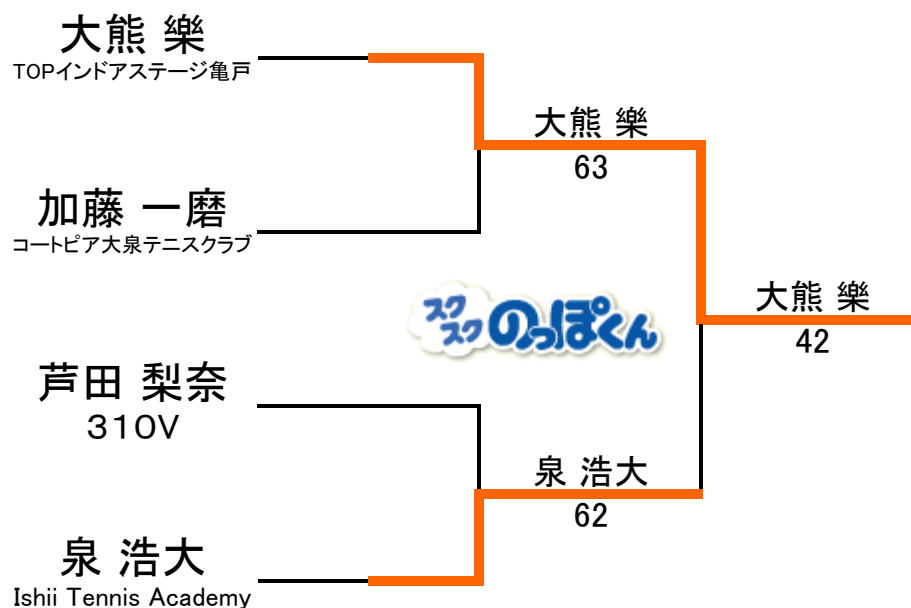 大熊 樂
TOPインドアステージ亀戸
大熊 樂
63
加藤 一磨
コートピア大泉テニスクラブ
大熊 樂
42
スク
スク のっぽくん
芦田 梨奈
310V
泉 浩大
62
泉 浩大
Ishii Tennis Academy